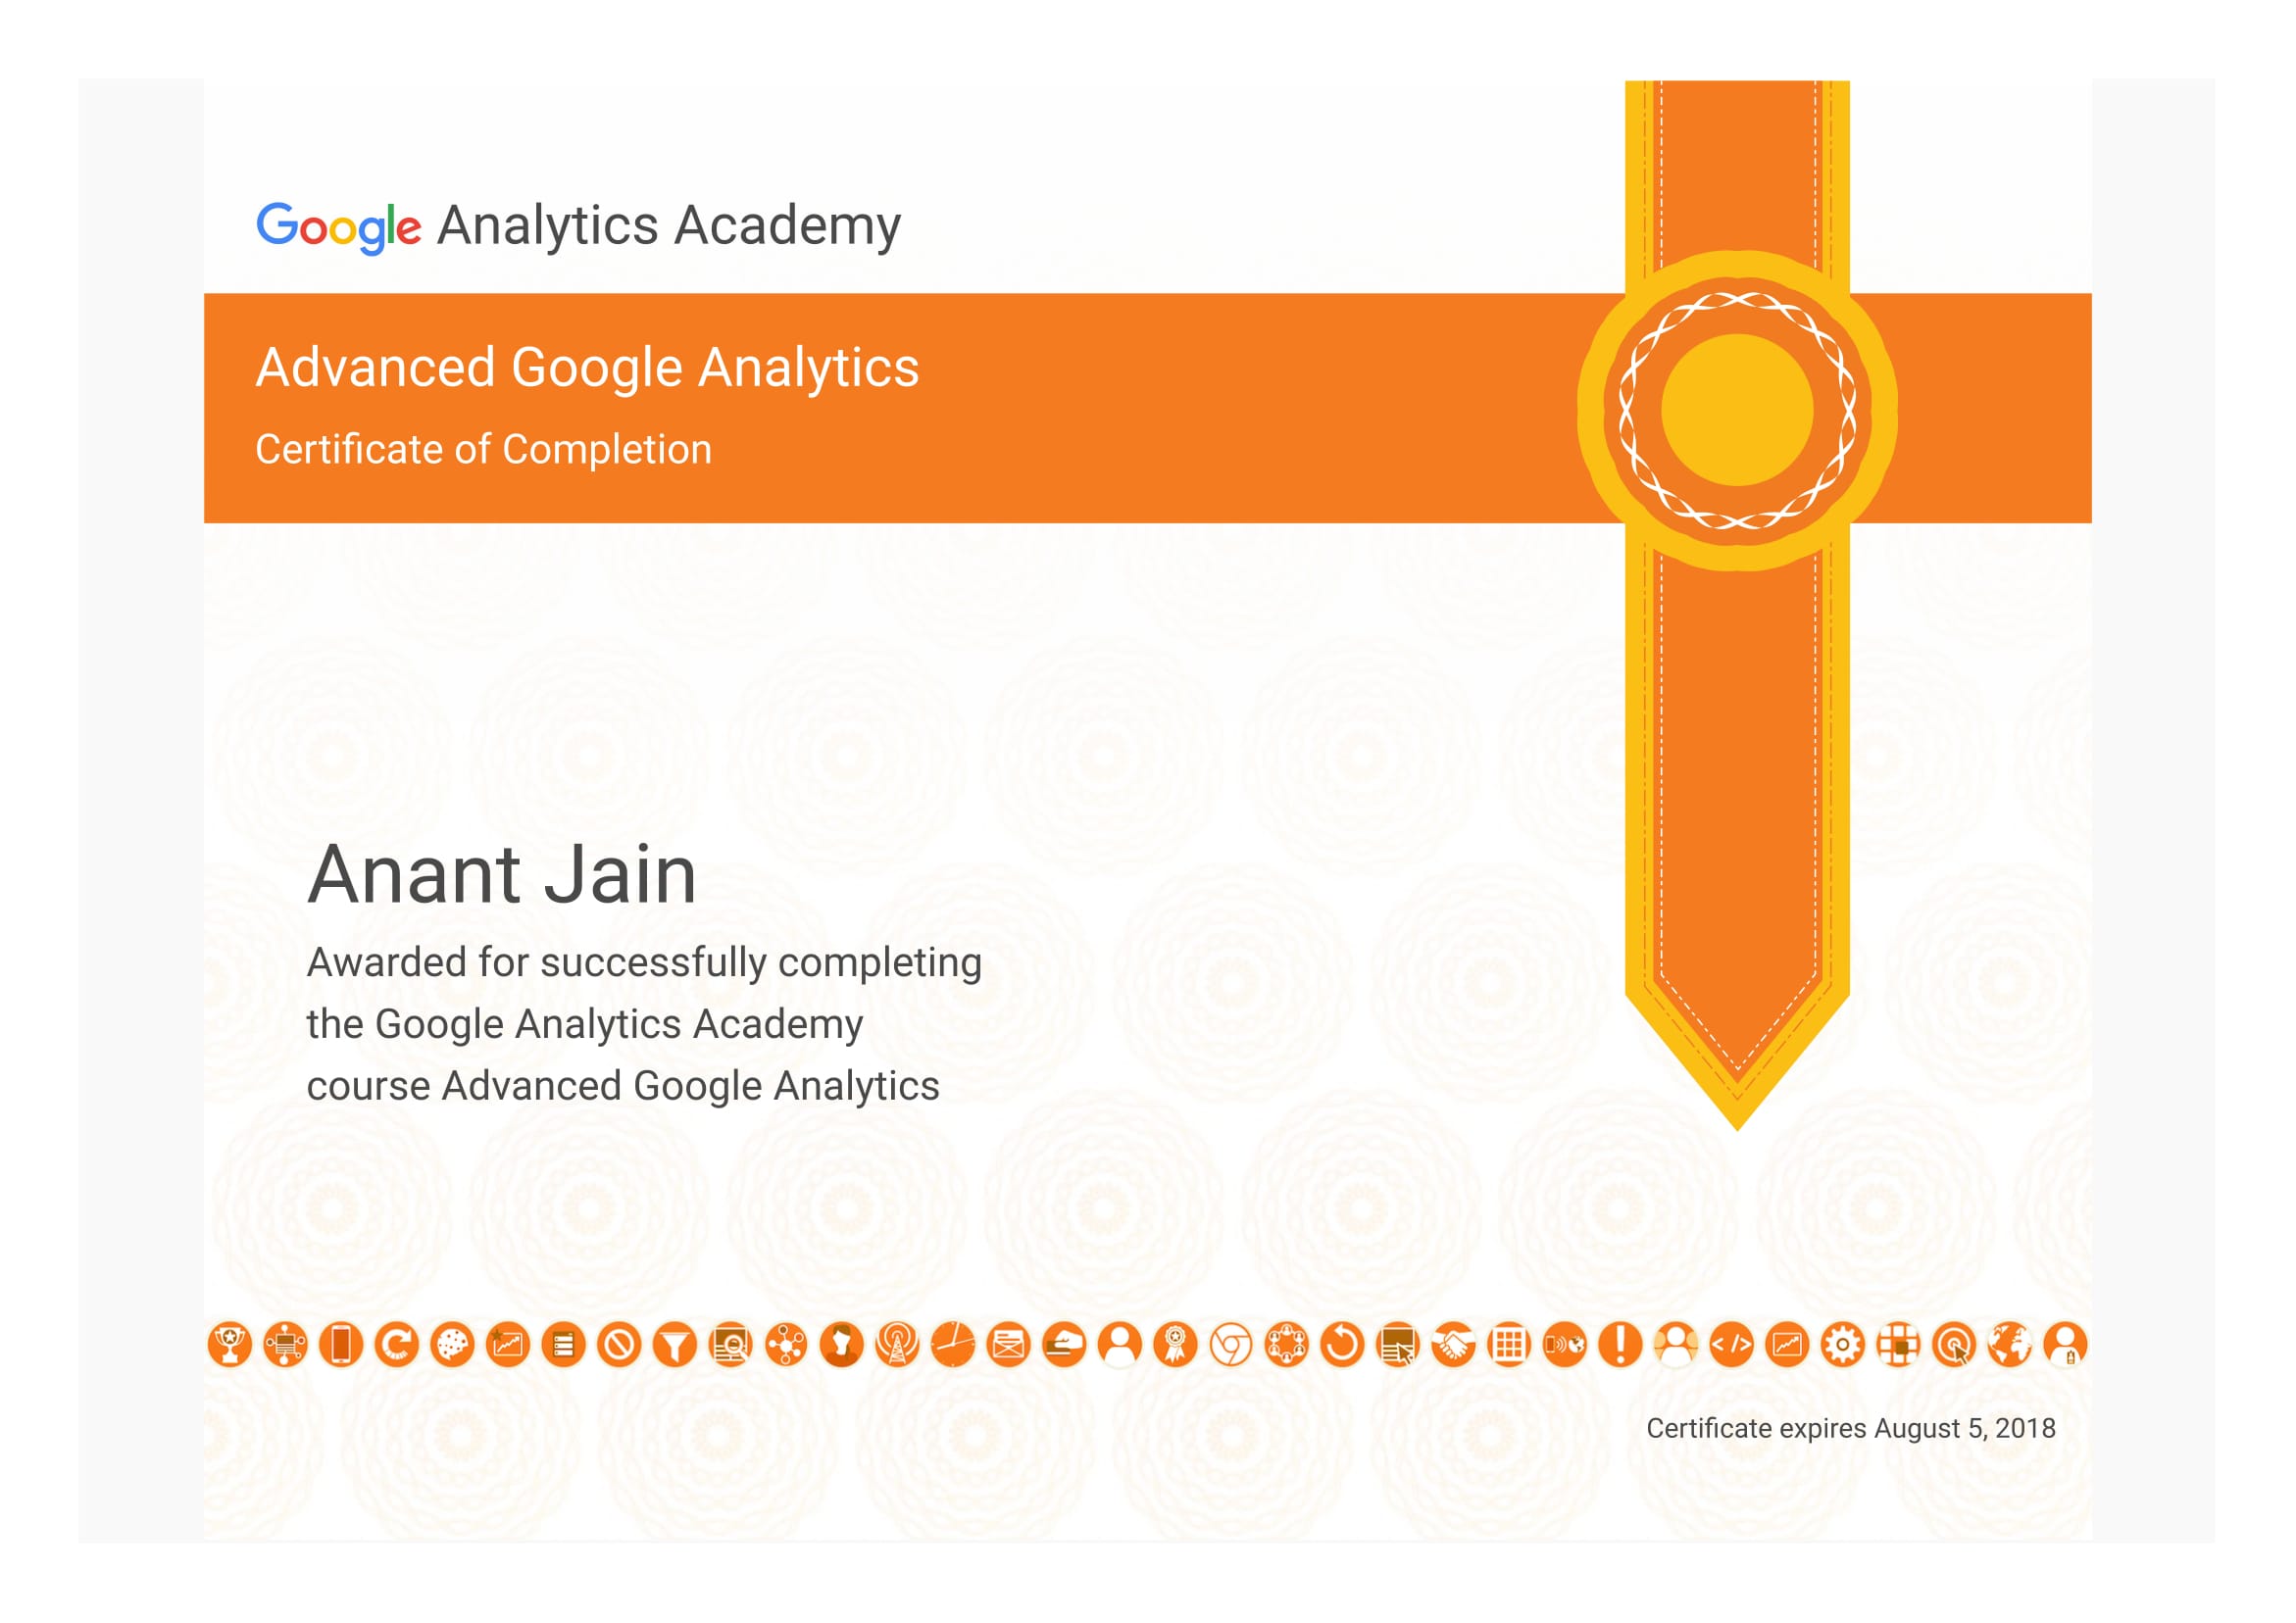 Google Analytics Academy
Advanced Google Analytics
Certificate of Completion
Anant Jain
Awarded for successfully completing
the Google Analytics Academy
course Advanced Google Analytics
Certificate expires August 5, 2018